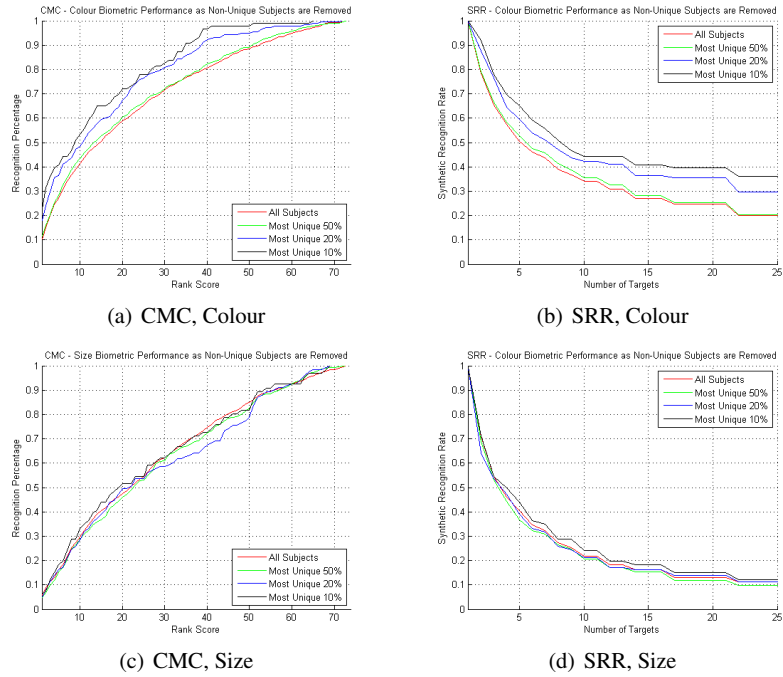 CMC - Colour Biometric Performance as Non-Unique Subjects are Removed
1
0.9
0.8
0.7
0.6
0.5
0.4
0.3
0.2
0.1
0
Recognition Percentage
All Subjects
Most Unique 50%
Most Unique 20%
Most Unique 10%
10 20 30 40 50 60 70
Rank Score
(a) CMC, Colour
SRR - Colour Biometric Performance as Non-Unique Subjects are Removed
1
0.9
0.8
0.7
0.6
0.5
0.4
0.3
0.2
0.1
0
Synthetic Recognition Rate
All Subjects
Most Unique 50%
Most Unique 20%
Most Unique 10%
5 10 15 20 25
Number of Targets
(b) SRR, Colour
CMC - Size Biometric Performance as Non-Unique Subjects are Removed
1
0.9
0.8
0.7
0.6
0.5
0.4
0.3
0.2
0.1
0
Recognition Percentage
All Subjects
Most Unique 50%
Most Unique 20%
Most Unique 10%
10 20 30 40 50 60 70
Rank Score
(c) CMC, Size
SRR - Colour Biometric Performance as Non-Unique Subjects are Removed
1
0.9
0.8
0.7
0.6
0.5
0.4
0.3
0.2
0.1
0
Synthetic Recognition Rate
All Subjects
Most Unique 50%
Most Unique 20%
Most Unique 10%
5 10 15 20 25
Number of Targets
(d) SRR, Size